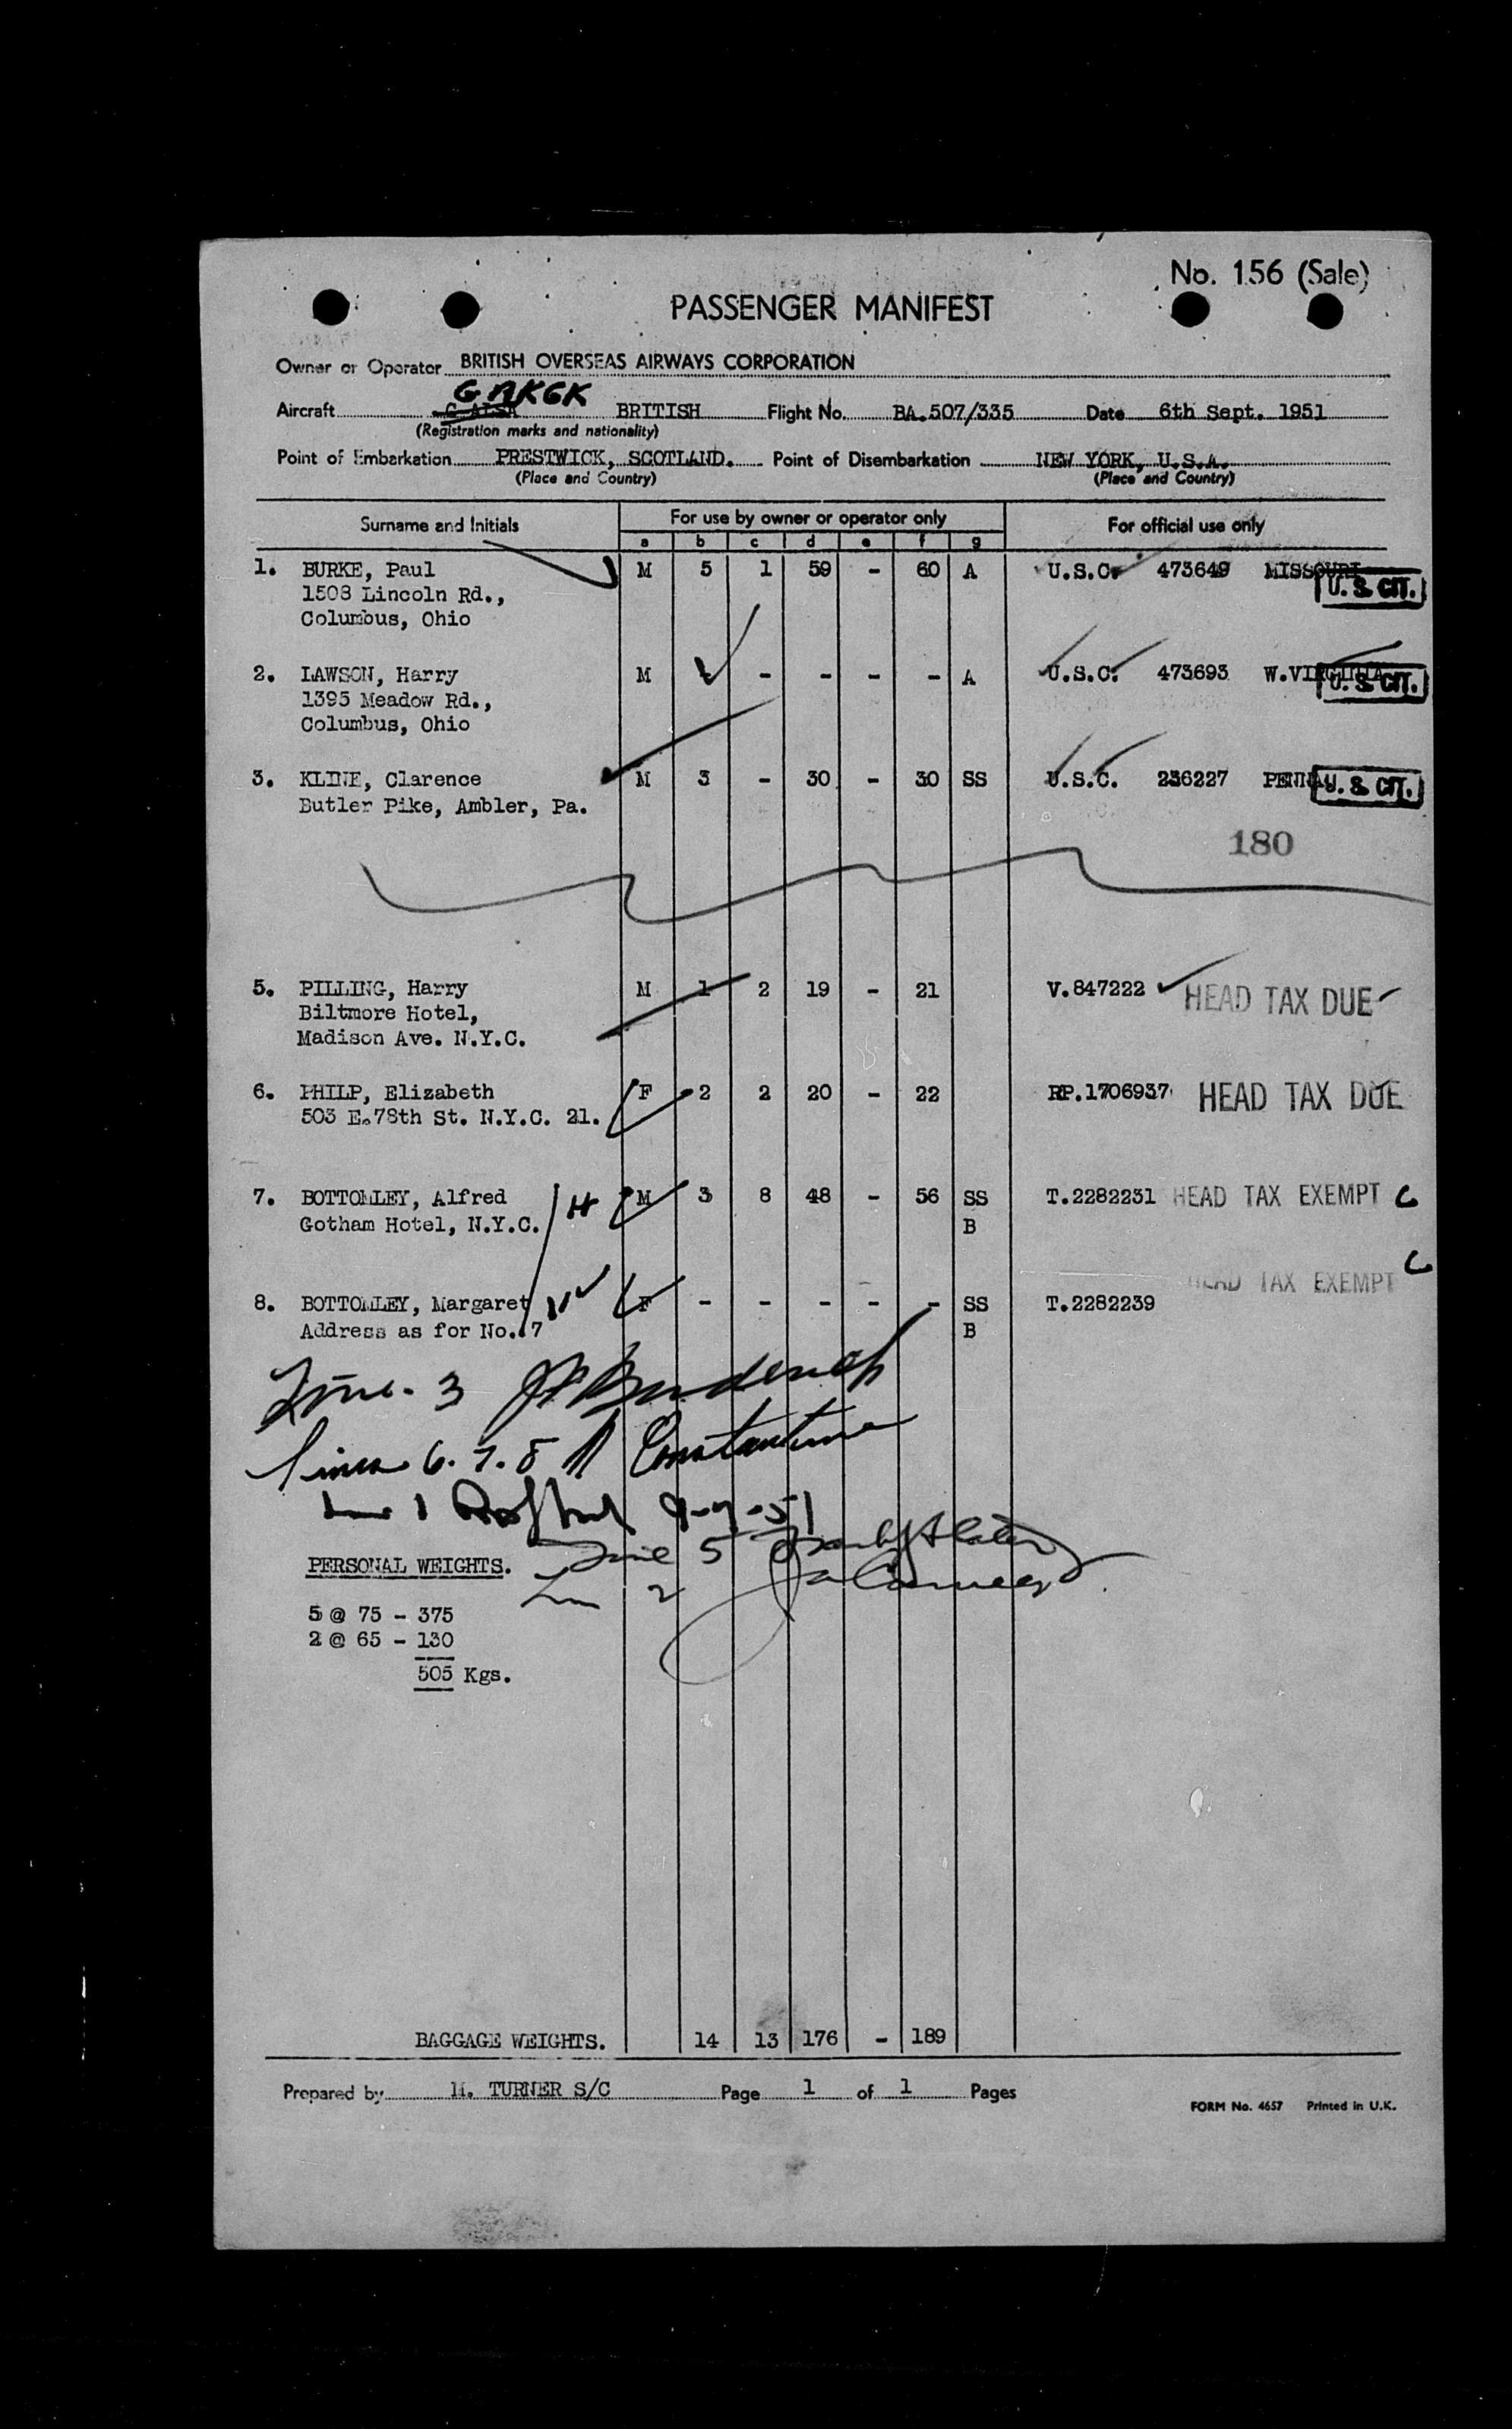 No. 156 (Sale)
PASSENGER MANIFEST
Owner or Operator BRITISH OVERSEAS AIRWAYS CORPORATION
GAKGK
Aircraft G-ALSA BRITISH Flight No. BA.507/335 Date 6th Sept. 1951
(Registration marks and nationality)
Point of Embarkation PRESTWICK, SCOTLAND. Point of Disembarkation NEW YORK, U.S.A.
(Place and Country) (Place and Country)
Surname and Initials For use by owner or operator only For official use only
a b c d e f g
1. BURKE, Paul M 5 1 59 - 60 A U.S.C. 473649 MISSOURI
U. S. CIT.
1508 Lincoln Rd.,
Columbus, Ohio
2. LAWSON, Harry M - - - - A U.S.C. 473693 W.VIRGINIA
U. S. CIT.
1395 Meadow Rd.,
Columbus, Ohio
3. KLINE, Clarence M 3 - 30 - 30 SS U.S.C. 236227 PENNA
U. S. CIT.
Butler Pike, Ambler, Pa.
180
5. PILLING, Harry M 1 2 19 - 21 V.847222 HEAD TAX DUE
Biltmore Hotel,
Madison Ave. N.Y.C.
6. PHILP, Elizabeth F 2 2 20 - 22 RP.1706937 HEAD TAX DUE
503 E.78th St. N.Y.C. 21.
7. BOTTOMLEY, Alfred H M 3 8 48 - 56 SS T.2282231 HEAD TAX EXEMPT C
Gotham Hotel, N.Y.C. B
HEAD TAX EXEMPT C
8. BOTTOMLEY, Margaret W F - - - - - SS T.2282239
Address as for No. 7 B
Line 3
Lines 6. 7. 8 A Constantine
Line 1 9-7-51
Line 5
Line 2
PERSONAL WEIGHTS.
5 @ 75 - 375
2 @ 65 - 130
505 Kgs.
BAGGAGE WEIGHTS. 14 13 176 - 189
Prepared by M. TURNER S/C Page 1 of 1 Pages
FORM No. 4657 Printed in U.K.